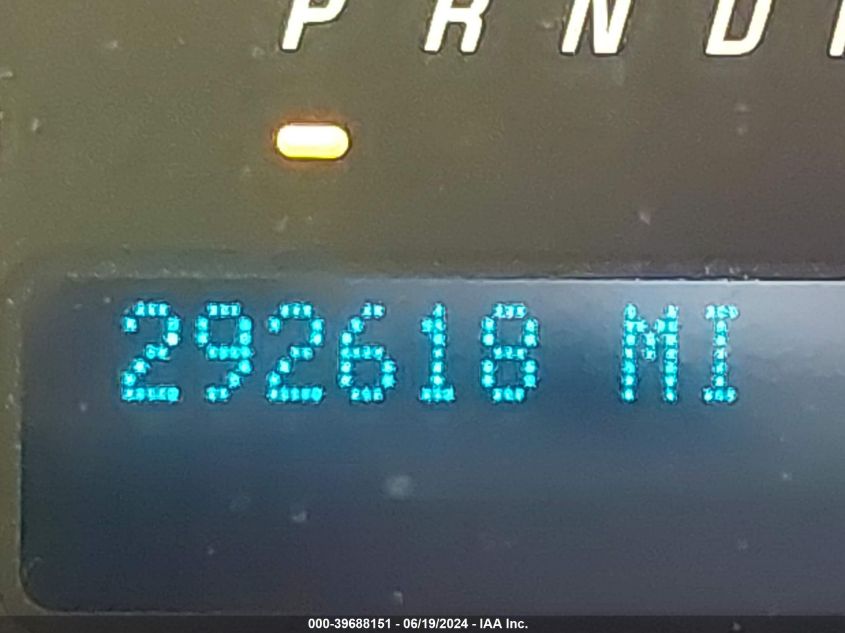 P R N D
292618 MI
000-39688151 - 06/19/2024 - IAA Inc.